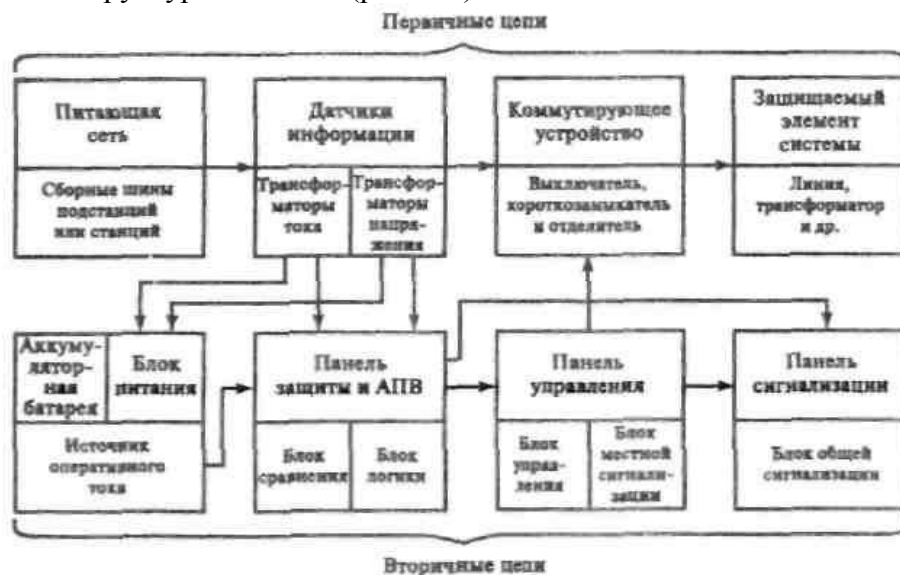 Первичные цепи
Питающая
сеть
Сборные шины
подстанций
или станций
Датчики
информации
Трансфор-
маторы
тока
Трансфор-
маторы
напря-
жения
Коммутирующее
устройство
Выключатель,
короткозамыкатель
и отделитель
Защищаемый
элемент
системы
Линия,
трансформатор
и др.
Аккуму-
лятор-
ная
батарея
Блок
питания
Источник
оперативного
тока
Панель
защиты и АПВ
Блок
сравнения
Блок
логики
Панель
управления
Блок
управ-
ления
Блок
местной
сигнали-
зации
Панель
сигнализации
Блок общей
сигнализации
Вторичные цепи